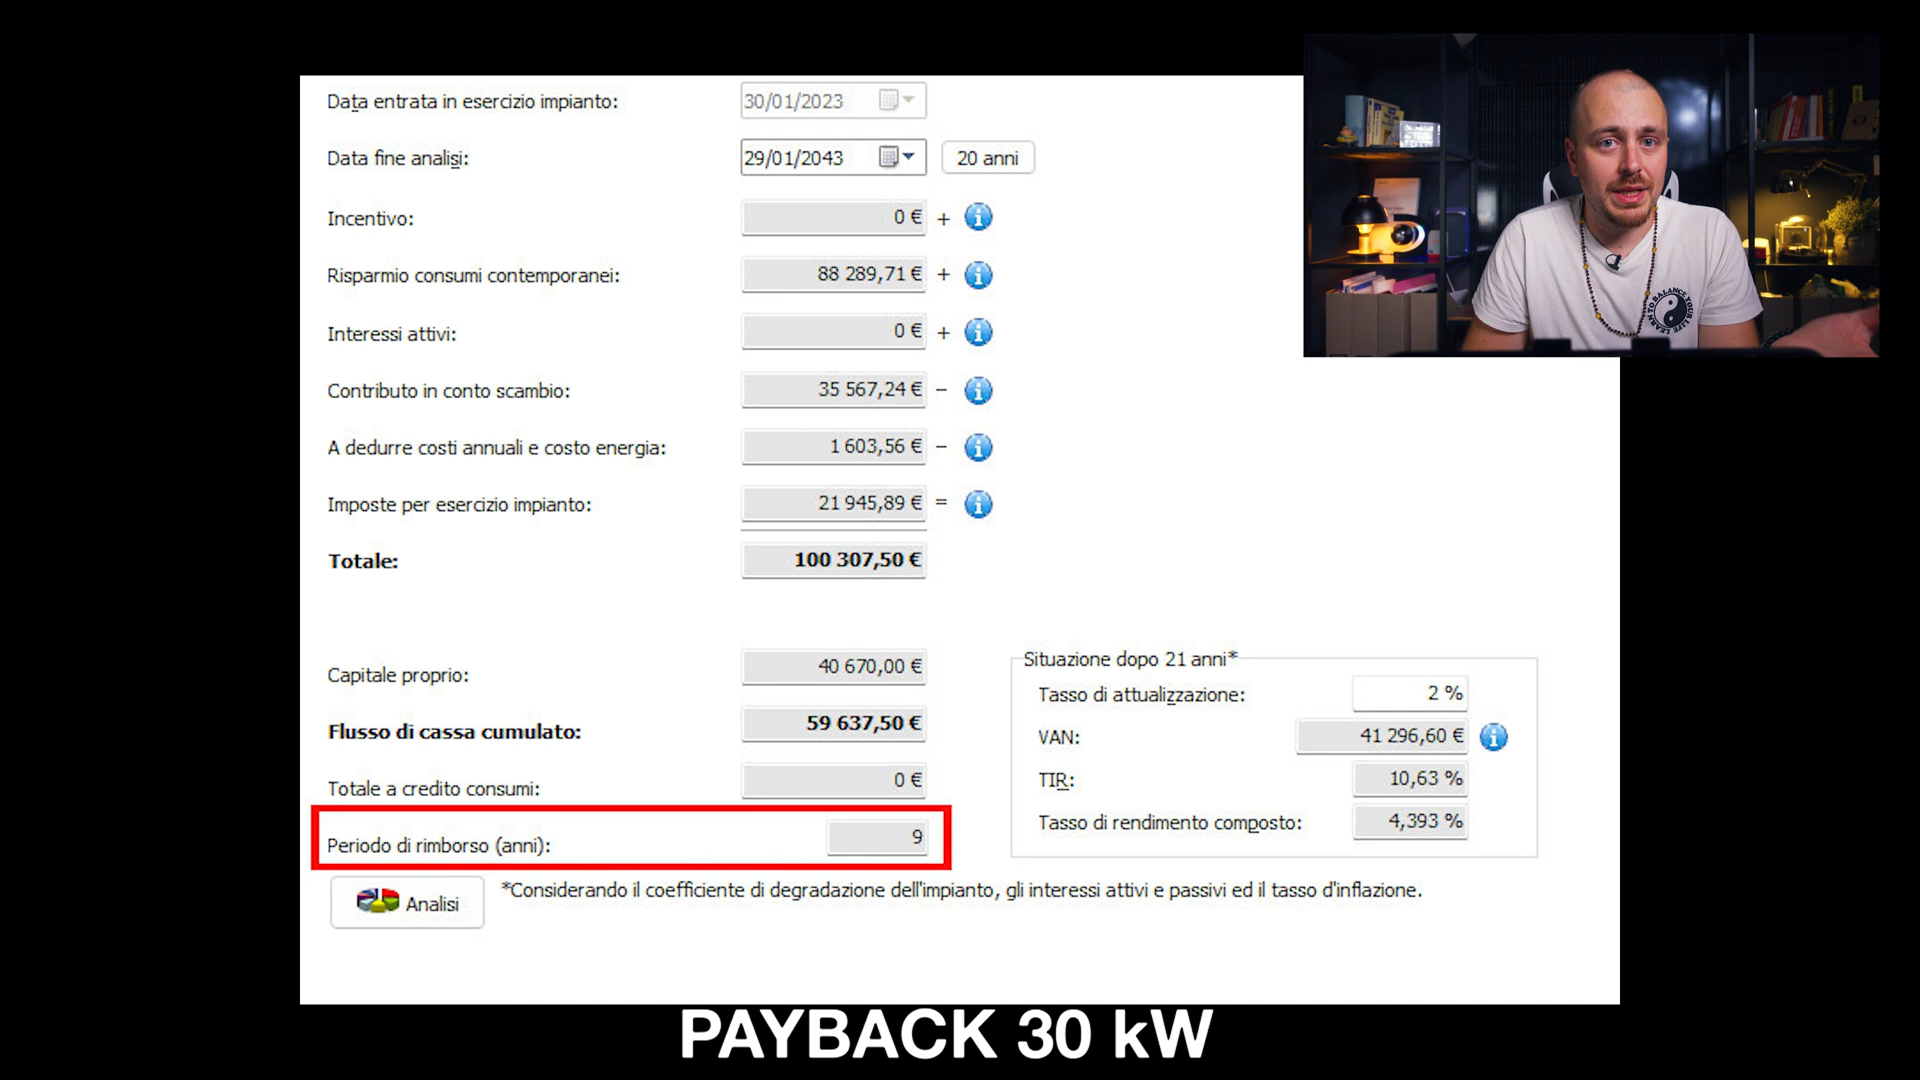 Data entrata in esercizio impianto: 30/01/2023
Data fine analisi: 29/01/2043 20 anni
Incentivo: 0 € +
Risparmio consumi contemporanei: 88 289,71 € +
Interessi attivi: 0 € +
Contributo in conto scambio: 35 567,24 € −
A dedurre costi annuali e costo energia: 1 603,56 € −
Imposte per esercizio impianto: 21 945,89 € =
Totale: 100 307,50 €
Capitale proprio: 40 670,00 €
Flusso di cassa cumulato: 59 637,50 €
Totale a credito consumi: 0 €
Periodo di rimborso (anni): 9
Situazione dopo 21 anni*
Tasso di attualizzazione: 2 %
VAN: 41 296,60 €
TIR: 10,63 %
Tasso di rendimento composto: 4,393 %
Analisi
*Considerando il coefficiente di degradazione dell'impianto, gli interessi attivi e passivi ed il tasso d'inflazione.
LEARN TO BALANCE YOUR LIFE
PAYBACK 30 kW